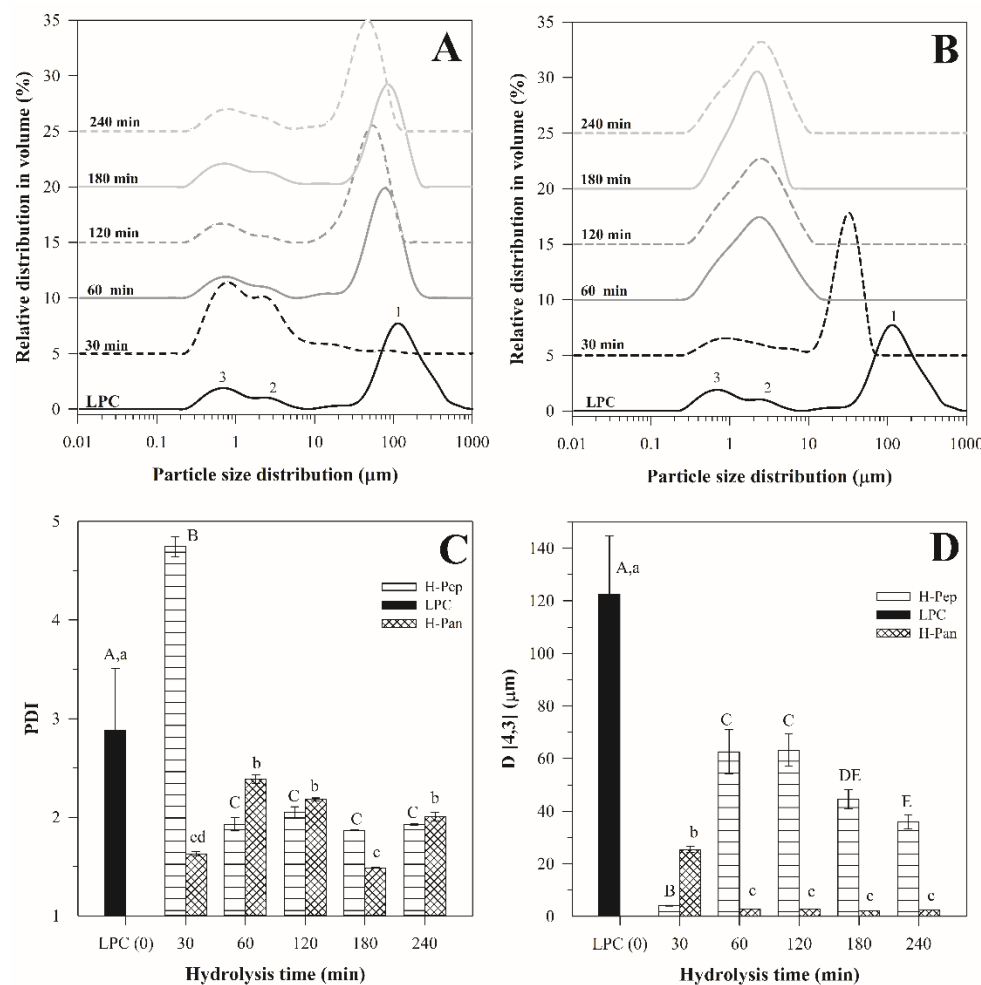 A
Relative distribution in volume (%)
35
30
25
20
15
10
5
0
240 min
180 min
120 min
60 min
30 min
LPC
1
3
2
0.01 0.1 1 10 100 1000
Particle size distribution (µm)
B
Relative distribution in volume (%)
35
30
25
20
15
10
5
0
240 min
180 min
120 min
60 min
30 min
LPC
1
3
2
0.01 0.1 1 10 100 1000
Particle size distribution (µm)
C
PDI
5
4
3
2
1
H-Pep
LPC
H-Pan
A,a
B
cd
C
b
C
b
C
c
C
b
LPC (0) 30 60 120 180 240
Hydrolysis time (min)
D
D |4,3| (µm)
140
120
100
80
60
40
20
0
H-Pep
LPC
H-Pan
A,a
B
b
C
c
C
c
DE
c
E
c
LPC (0) 30 60 120 180 240
Hydrolysis time (min)